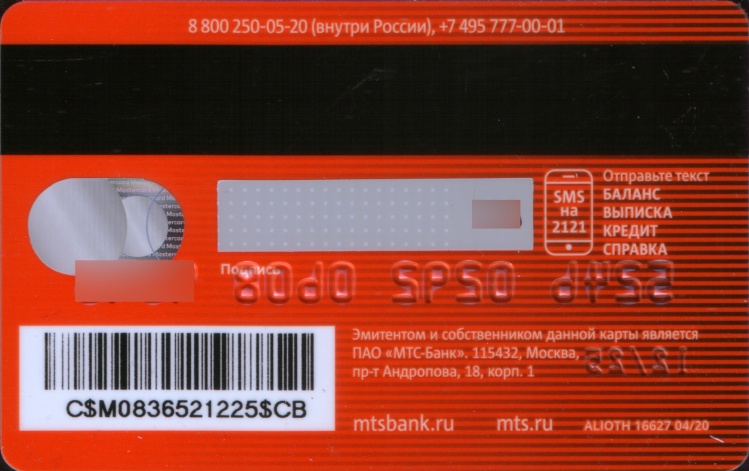 8 800 250-05-20 (внутри России), +7 495 777-00-01
Отправьте текст
SMS
на
2121
БАЛАНС
ВЫПИСКА
КРЕДИТ
СПРАВКА
Подпись
Эмитентом и собственником данной карты является
ПАО «МТС-Банк». 115432, Москва,
пр-т Андропова, 18, корп. 1
C$M0836521225$CB
mtsbank.ru mts.ru ALIOTH 16627 04/20